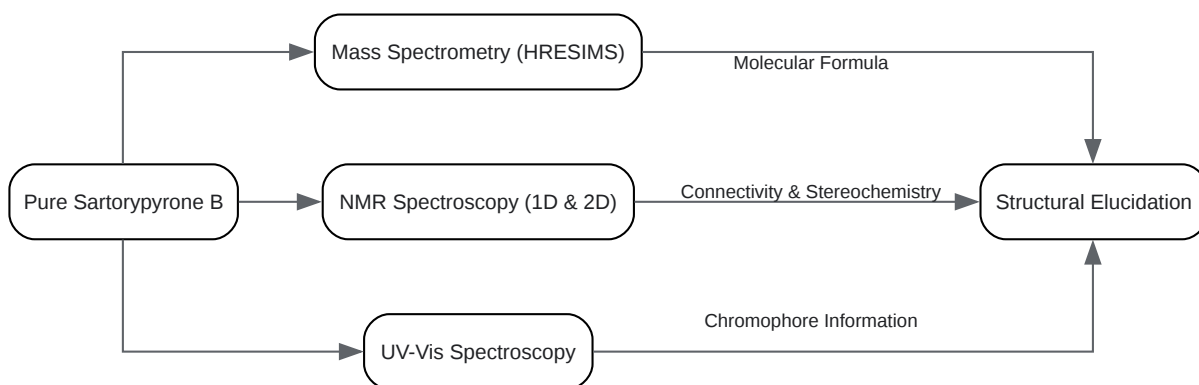 Mass Spectrometry (HRESIMS)
Molecular Formula
Pure Sartorypyrone B
NMR Spectroscopy (1D & 2D)
Connectivity & Stereochemistry
Structural Elucidation
Chromophore Information
UV-Vis Spectroscopy